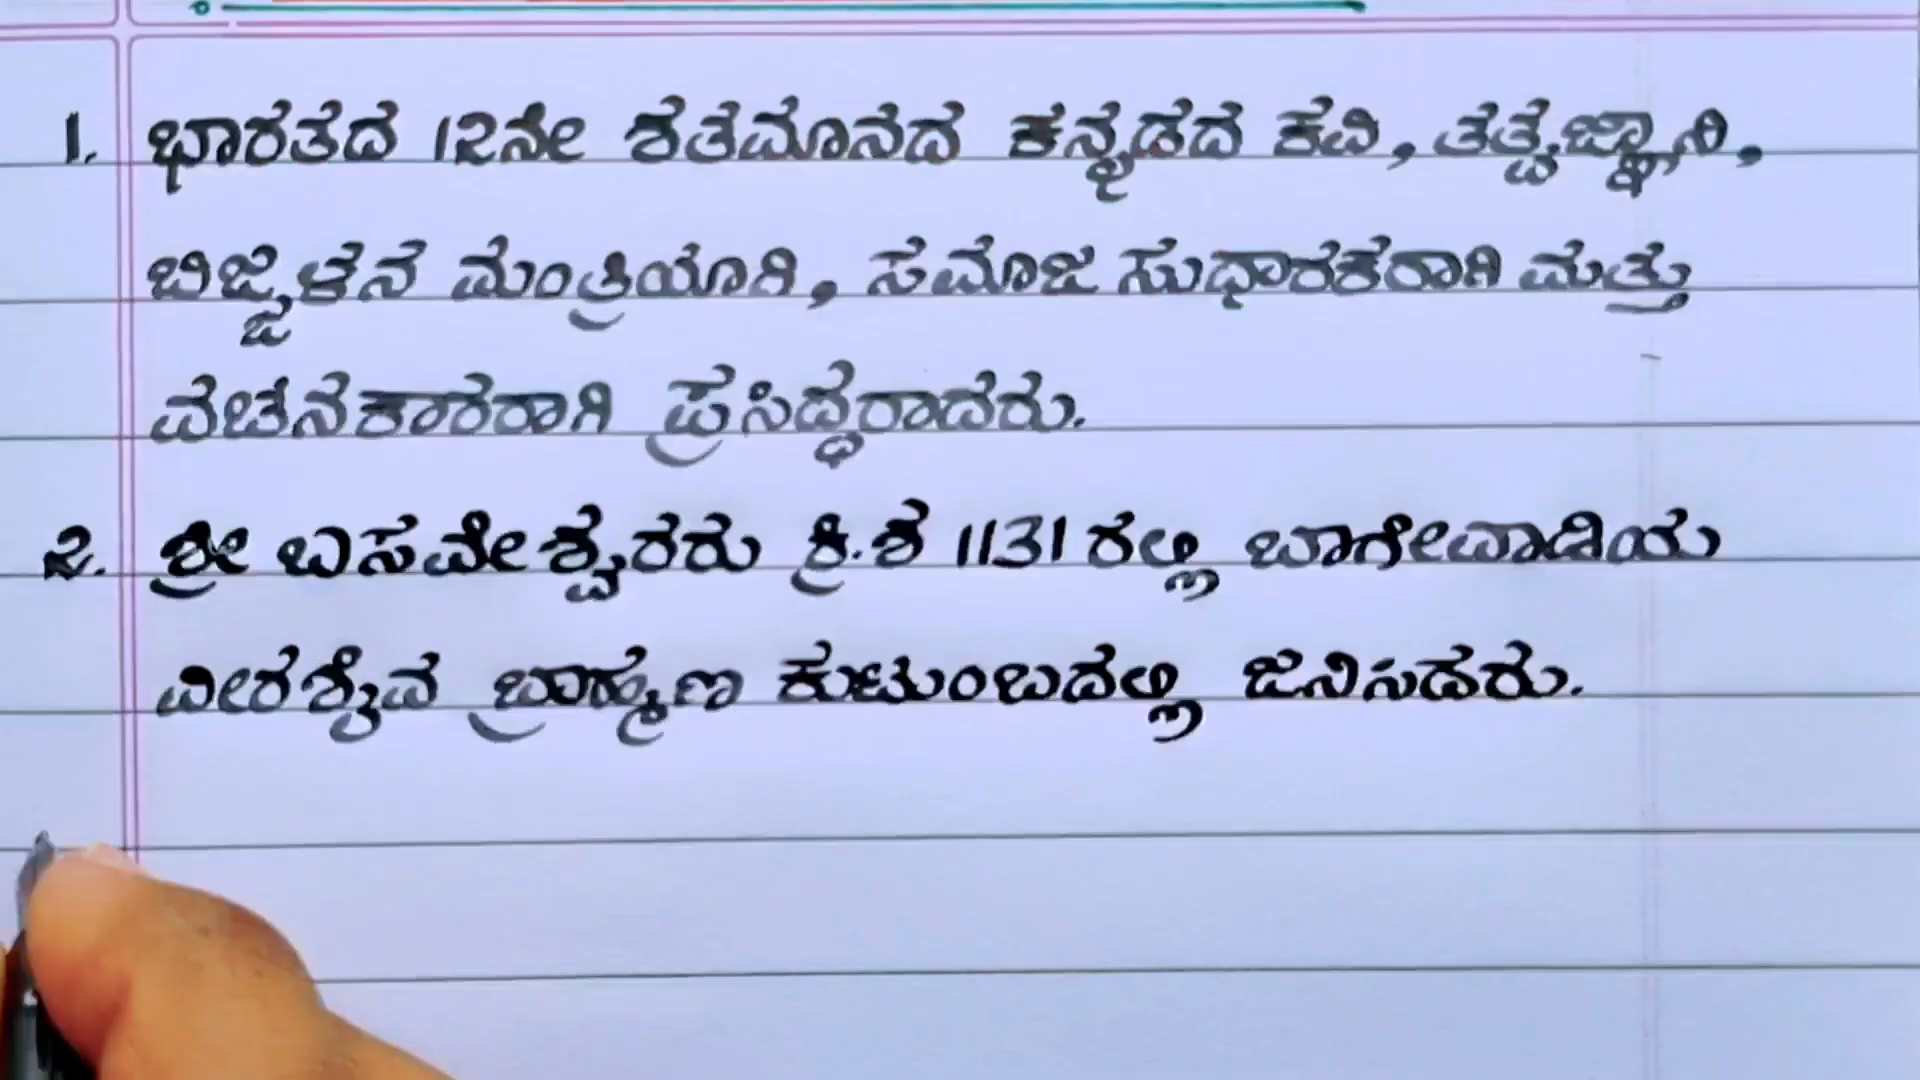 1. ಭಾರತದ 12ನೇ ಶತಮಾನದ ಕನ್ನಡದ ಕವಿ, ತತ್ವಜ್ಞಾನಿ,
ಬಿಜ್ಜಳನ ಮಂತ್ರಿಯಾಗಿ, ಸಮಾಜ ಸುಧಾರಕರಾಗಿ ಮತ್ತು
ವಚನಕಾರರಾಗಿ ಪ್ರಸಿದ್ಧರಾದರು.
2. ಶ್ರೀ ಬಸವೇಶ್ವರರು ಕ್ರಿ.ಶ 1131 ರಲ್ಲಿ ಬಾಗೇವಾಡಿಯ
ವೀರಶೈವ ಬ್ರಾಹ್ಮಣ ಕುಟುಂಬದಲ್ಲಿ ಜನಿಸಿದರು.